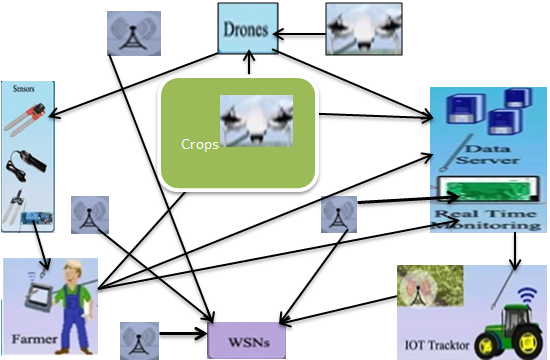 Drones
Sensors
Crops
Data
Server
Real Time
Monitoring
Farmer
WSNs
IOT Tracktor